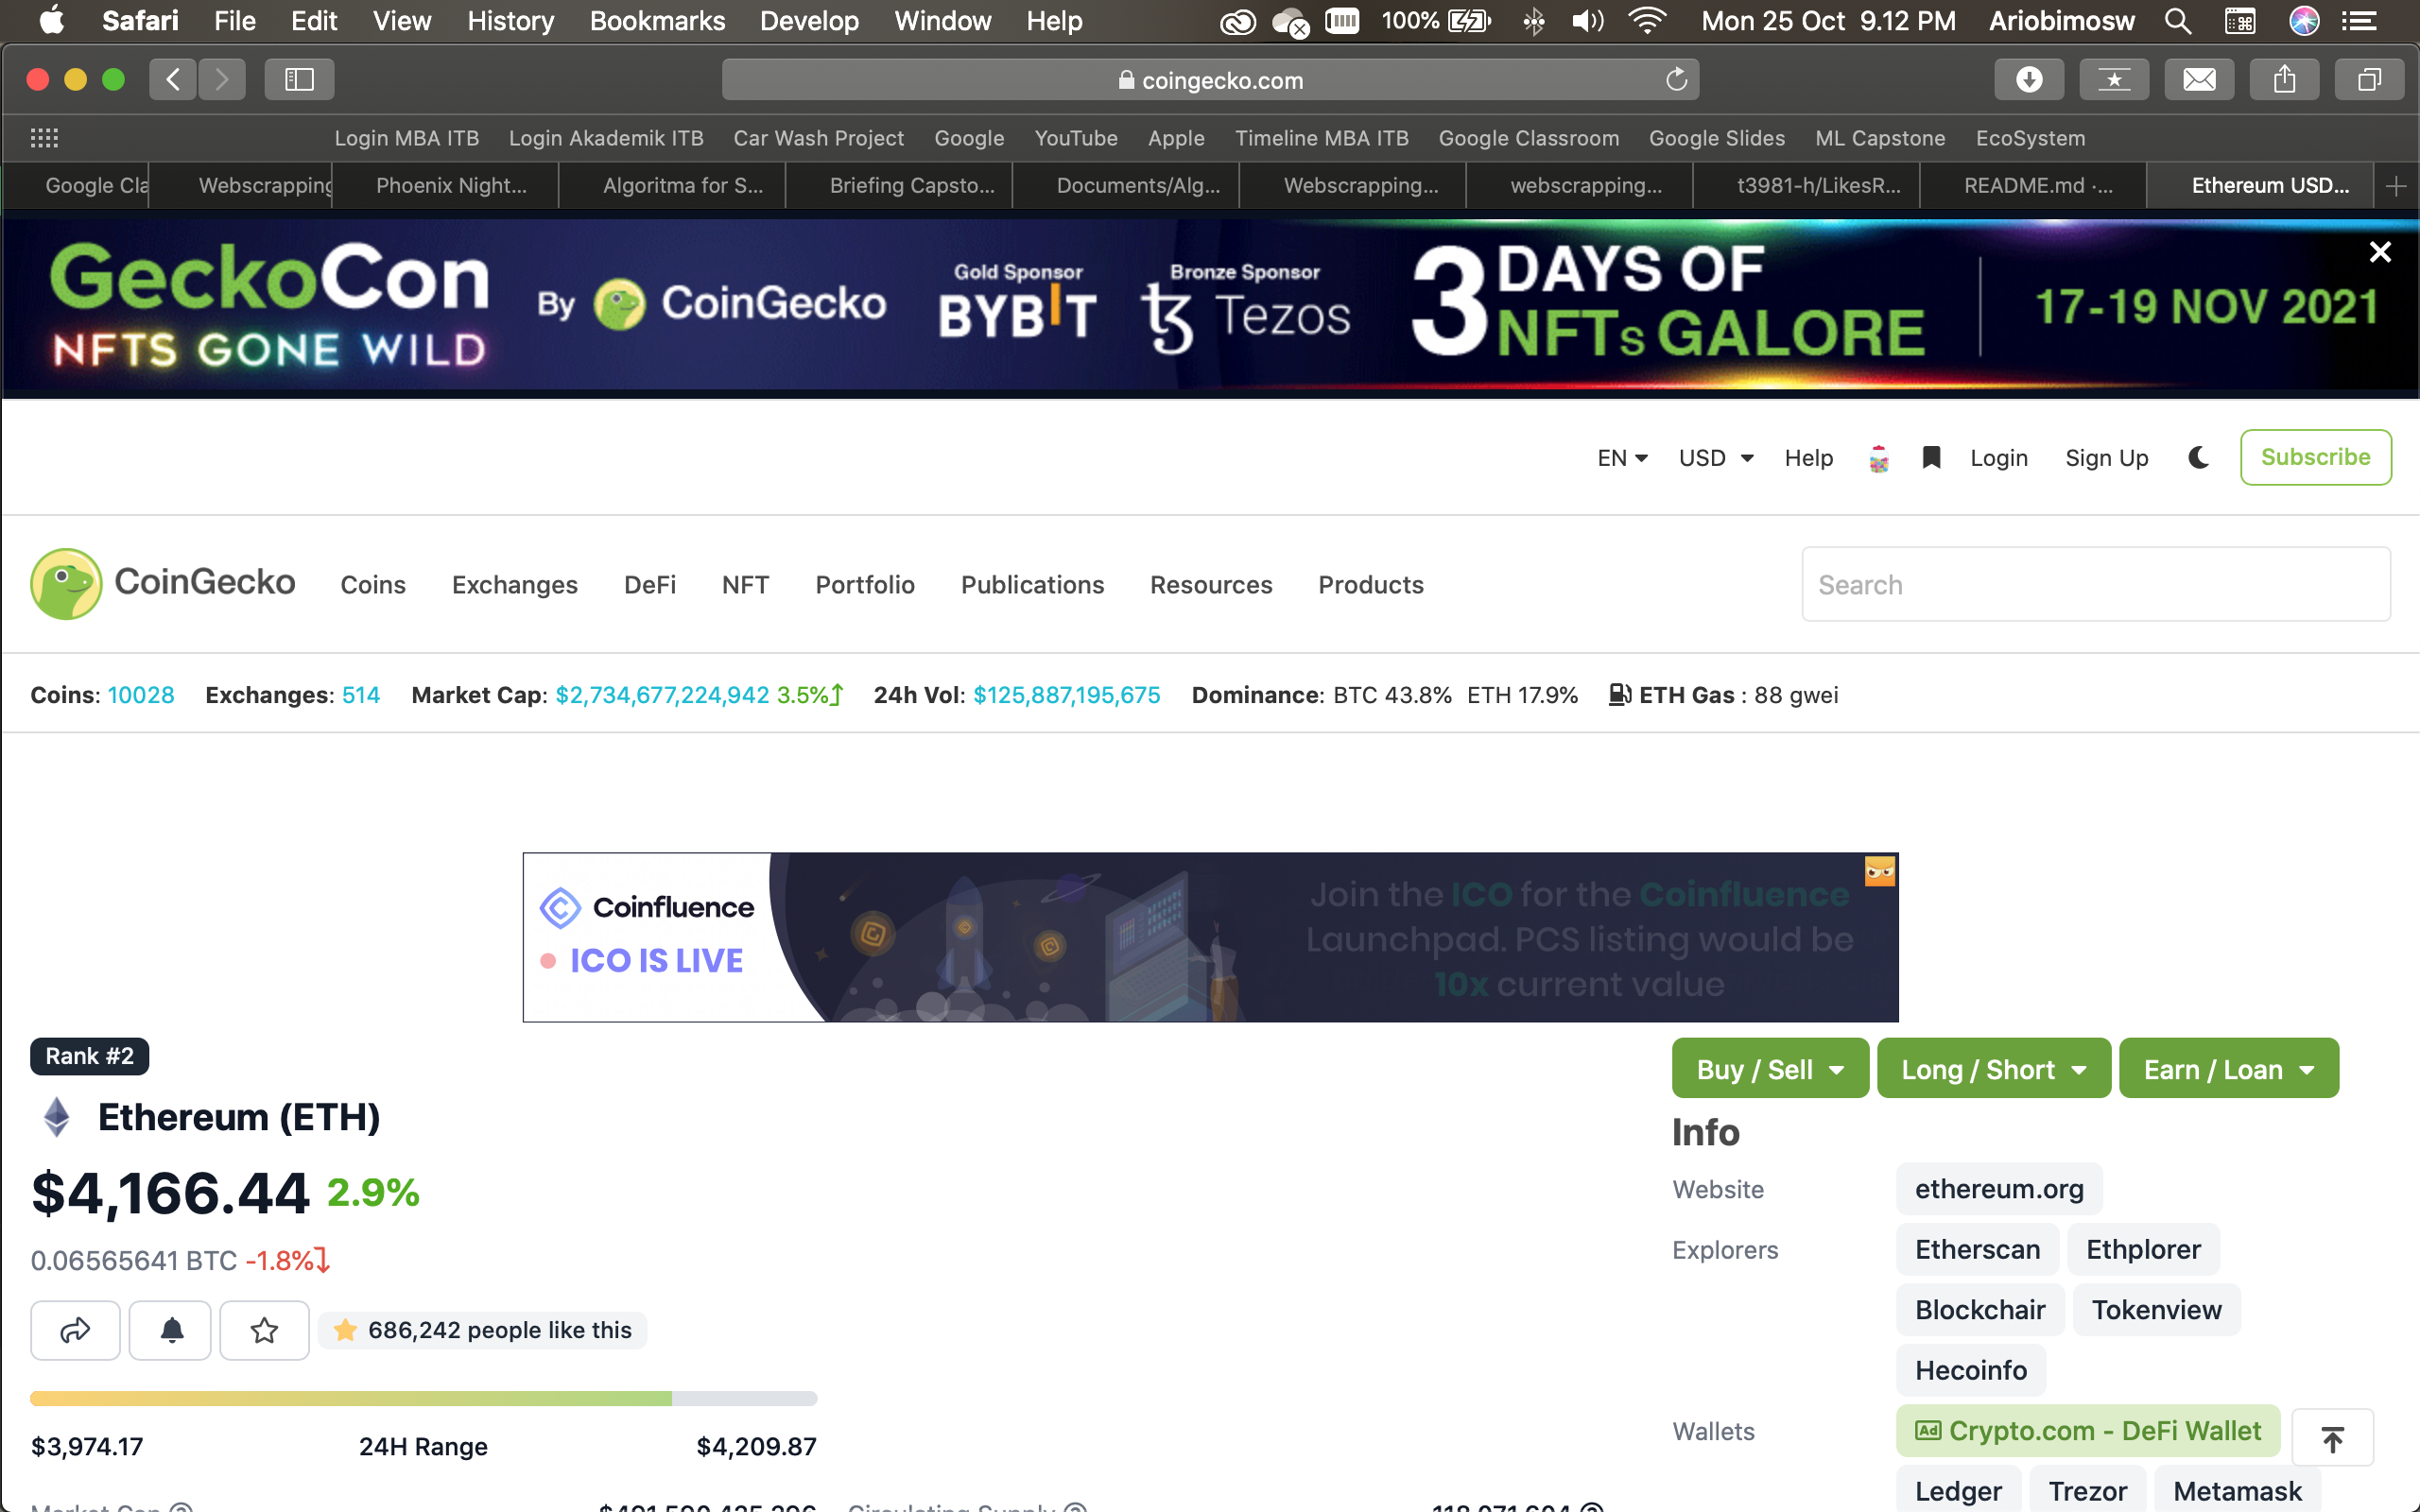 Safari File Edit View History Bookmarks Develop Window Help 100% Mon 25 Oct 9.12 PM Ariobimosw
coingecko.com
Login MBA ITB Login Akademik ITB Car Wash Project Google YouTube Apple Timeline MBA ITB Google Classroom Google Slides ML Capstone EcoSystem
Google Cla Webscrapping Phoenix Night... Algoritma for S... Briefing Capsto... Documents/Alg... Webscrapping... webscrapping... t3981-h/LikesR... README.md ·... Ethereum USD...
GeckoCon By CoinGecko Gold Sponsor BYBIT Bronze Sponsor Tezos 3 DAYS OF NFTs GALORE 17-19 NOV 2021
NFTS GONE WILD
EN USD Help Login Sign Up Subscribe
CoinGecko Coins Exchanges DeFi NFT Portfolio Publications Resources Products Search
Coins: 10028 Exchanges: 514 Market Cap: $2,734,677,224,942 3.5% 24h Vol: $125,887,195,675 Dominance: BTC 43.8% ETH 17.9% ETH Gas : 88 gwei
Coinfluence
ICO IS LIVE
Join the ICO for the Coinfluence
Launchpad. PCS listing would be
10x current value
Rank #2
Ethereum (ETH)
$4,166.44 2.9%
0.06565641 BTC -1.8%
686,242 people like this
$3,974.17 24H Range $4,209.87
Buy / Sell Long / Short Earn / Loan
Info
Website ethereum.org
Explorers Etherscan Ethplorer
Blockchair Tokenview
Hecoinfo
Wallets Ad Crypto.com - DeFi Wallet
Ledger Trezor Metamask